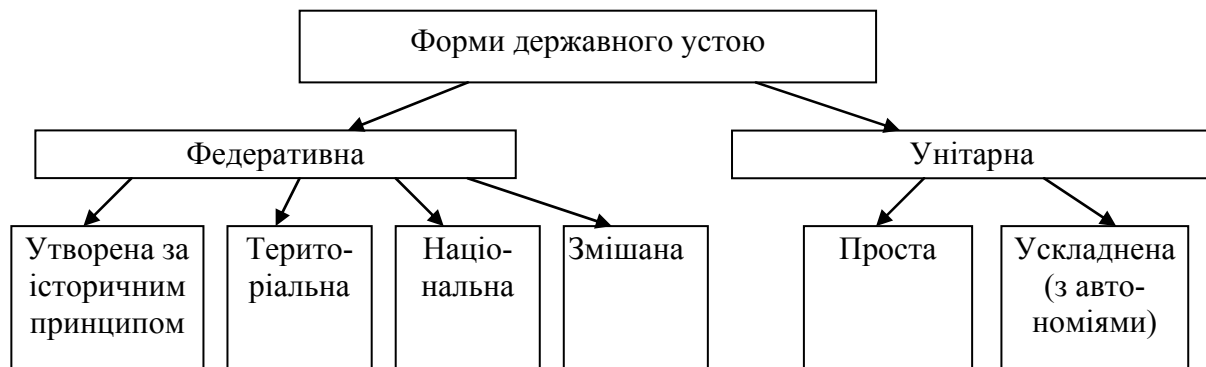 Форми державного устою
Федеративна
Унітарна
Утворена за
історичним
принципом
Терито-
ріальна
Націо-
нальна
Змішана
Проста
Ускладнена
(з авто-
номіями)